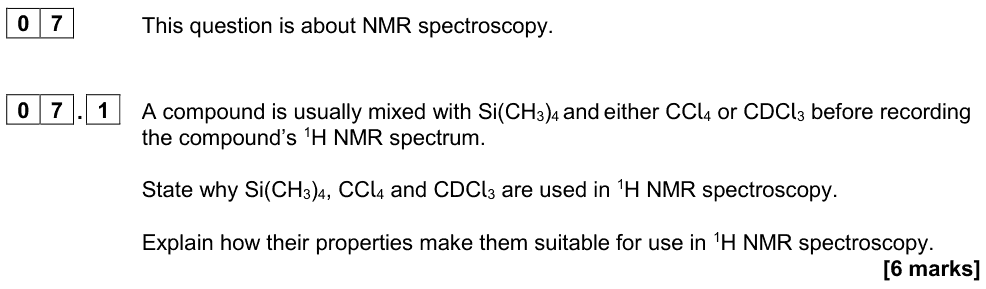 0 7 This question is about NMR spectroscopy.
0 7 . 1 A compound is usually mixed with Si(CH₃)₄ and either CCl₄ or CDCl₃ before recording
the compound's ¹H NMR spectrum.
State why Si(CH₃)₄, CCl₄ and CDCl₃ are used in ¹H NMR spectroscopy.
Explain how their properties make them suitable for use in ¹H NMR spectroscopy.
[6 marks]